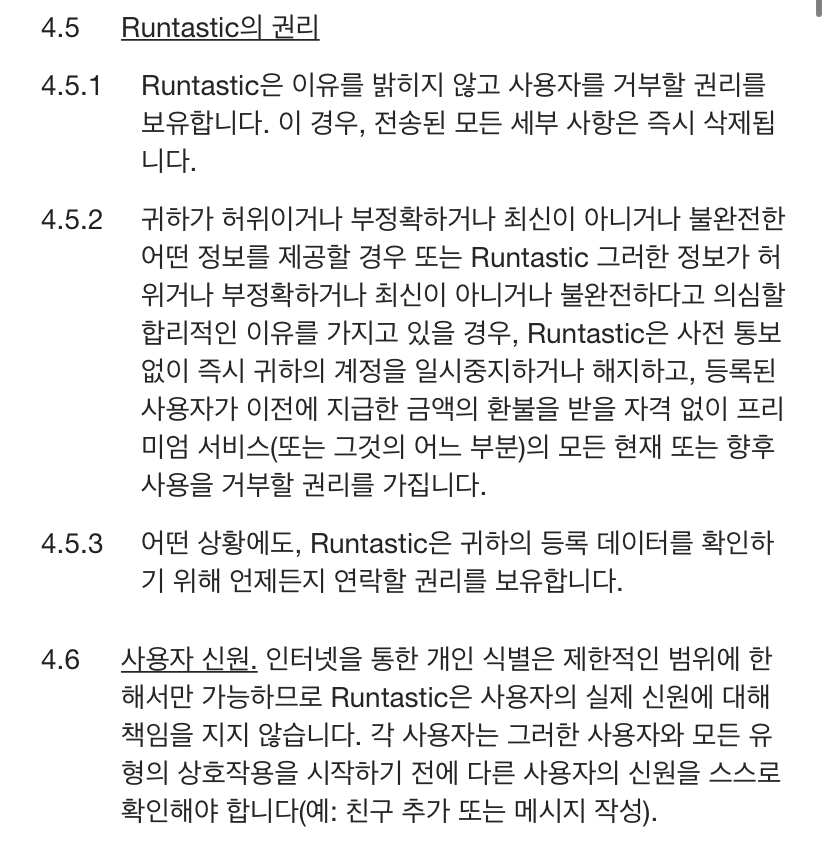 4.5 Runtastic의 권리
4.5.1 Runtastic은 이유를 밝히지 않고 사용자를 거부할 권리를
보유합니다. 이 경우, 전송된 모든 세부 사항은 즉시 삭제됩
니다.
4.5.2 귀하가 허위이거나 부정확하거나 최신이 아니거나 불완전한
어떤 정보를 제공할 경우 또는 Runtastic 그러한 정보가 허
위거나 부정확하거나 최신이 아니거나 불완전하다고 의심할
합리적인 이유를 가지고 있을 경우, Runtastic은 사전 통보
없이 즉시 귀하의 계정을 일시중지하거나 해지하고, 등록된
사용자가 이전에 지급한 금액의 환불을 받을 자격 없이 프리
미엄 서비스(또는 그것의 어느 부분)의 모든 현재 또는 향후
사용을 거부할 권리를 가집니다.
4.5.3 어떤 상황에도, Runtastic은 귀하의 등록 데이터를 확인하
기 위해 언제든지 연락할 권리를 보유합니다.
4.6 사용자 신원. 인터넷을 통한 개인 식별은 제한적인 범위에 한
해서만 가능하므로 Runtastic은 사용자의 실제 신원에 대해
책임을 지지 않습니다. 각 사용자는 그러한 사용자와 모든 유
형의 상호작용을 시작하기 전에 다른 사용자의 신원을 스스로
확인해야 합니다(예: 친구 추가 또는 메시지 작성).